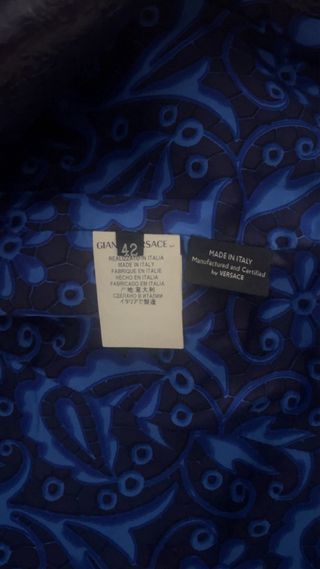 42
GIANNI VERSACE
REALIZZATO IN ITALIA
MADE IN ITALY
FABRIQUE EN ITALIE
HECHO EN ITALIA
FABRICADO EM ITALIA
产地意大利
СДЕЛАНО В ИТАЛИИ
イタリアで製造
MADE IN ITALY
Manufactured and Certified
by VERSACE